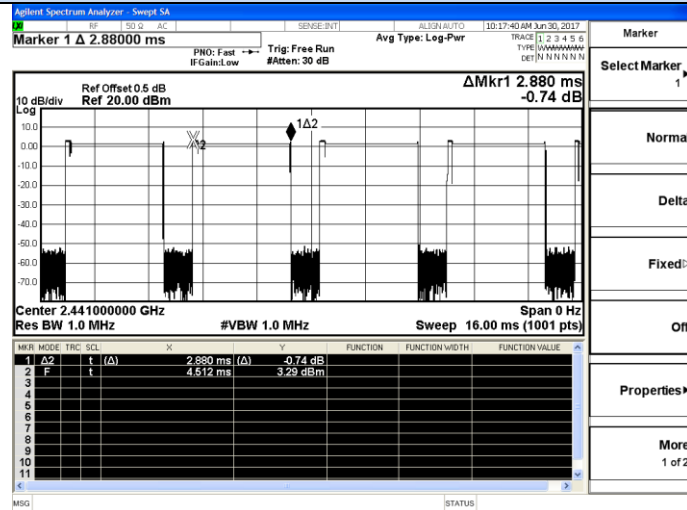 Agilent Spectrum Analyzer - Swept SA
RF 50 Ω AC SENSE:INT ALIGN AUTO 10:17:40 AM Jun 30, 2017
Marker 1 Δ 2.88000 ms
PNO: Fast
IFGain:Low
Trig: Free Run
#Atten: 30 dB
Avg Type: Log-Pwr
TRACE 1 2 3 4 5 6
TYPE WWWWWW
DET N N N N N N
Ref Offset 0.5 dB
Ref 20.00 dBm
10 dB/div
Log
ΔMkr1 2.880 ms
-0.74 dB
10.0
0.00
-10.0
-20.0
-30.0
-40.0
-50.0
-60.0
-70.0
1Δ2
X2
Center 2.441000000 GHz
Span 0 Hz
Res BW 1.0 MHz
#VBW 1.0 MHz
Sweep 16.00 ms (1001 pts)
MKR MODE TRC SCL X Y FUNCTION FUNCTION WIDTH FUNCTION VALUE
1 Δ2 t (Δ) 2.880 ms (Δ) -0.74 dB
2 F t 4.512 ms 3.29 dBm
3
4
5
6
7
8
9
10
11
MSG
STATUS
Marker
Select Marker
1
Norma
Delta
Fixed
Off
Properties
More
1 of 2